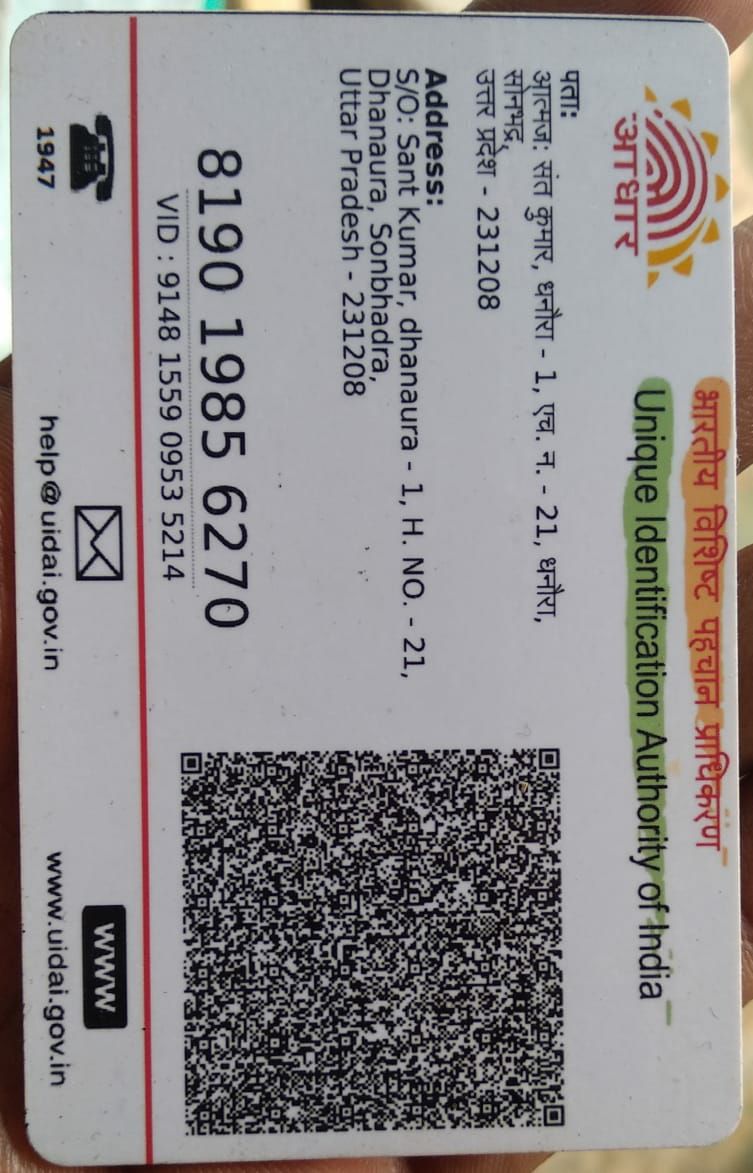 भारतीय विशिष्ट पहचान प्राधिकरण
Unique Identification Authority of India
आधार
पता:
आत्मज: संत कुमार, धनौरा - 1, एच. न. - 21, धनौरा,
सोनभद्र,
उत्तर प्रदेश - 231208
Address:
S/O: Sant Kumar, dhanaura - 1, H. NO. - 21,
Dhanaura, Sonbhadra,
Uttar Pradesh - 231208
8190 1985 6270
VID : 9148 1559 0953 5214
1947
help@uidai.gov.in
www
www.uidai.gov.in